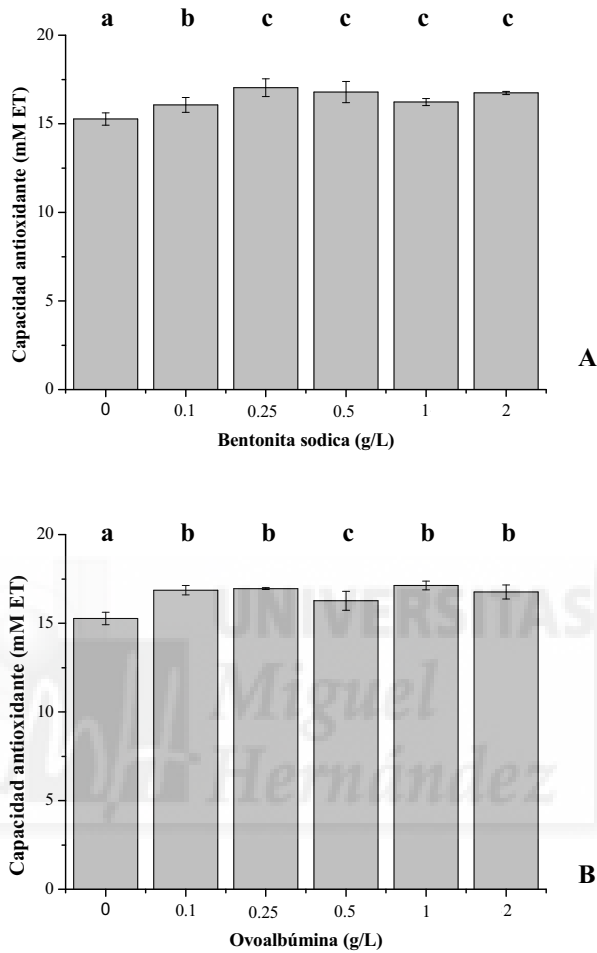 a b c c c c
20
15
10
5
0
Capacidad antioxidante (mM ET)
0 0.1 0.25 0.5 1 2
Bentonita sodica (g/L)
A
a b b c b b
20
15
10
5
0
Capacidad antioxidante (mM ET)
UNIVERSITAS
Miguel
Hernández
0 0.1 0.25 0.5 1 2
Ovoalbúmina (g/L)
B